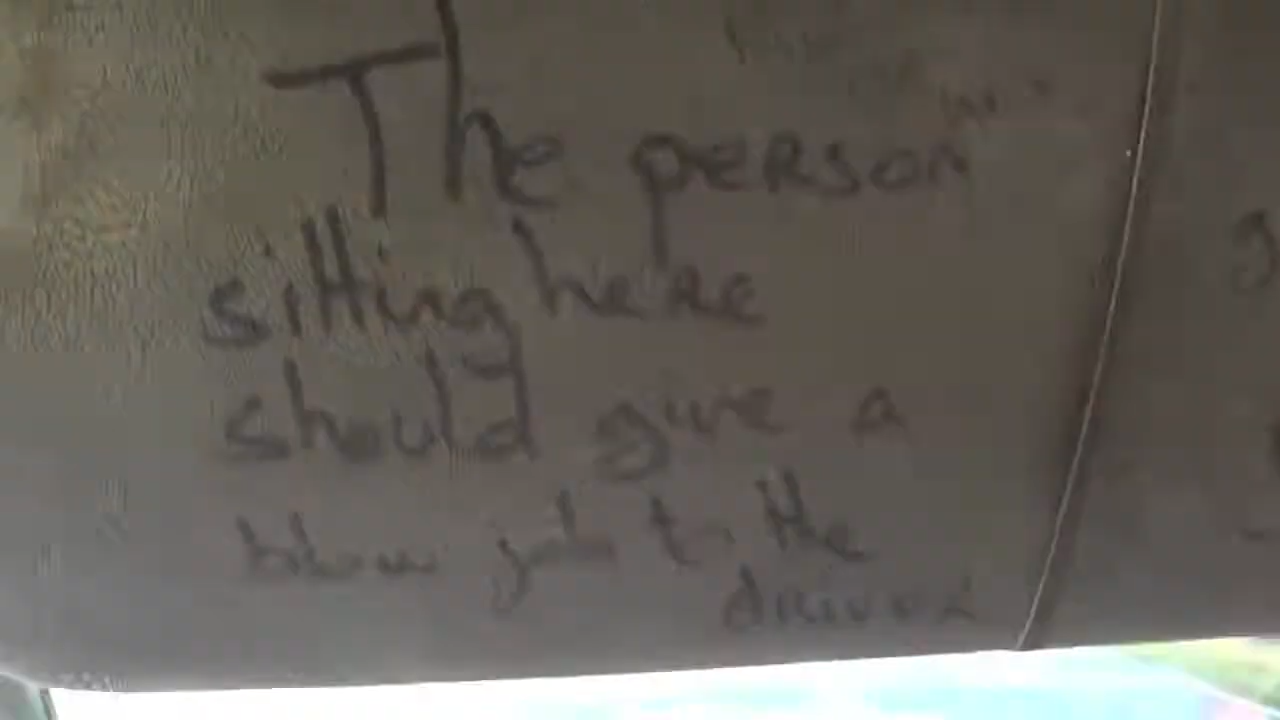 The person
sitting here
should give a
blow job to the
driver